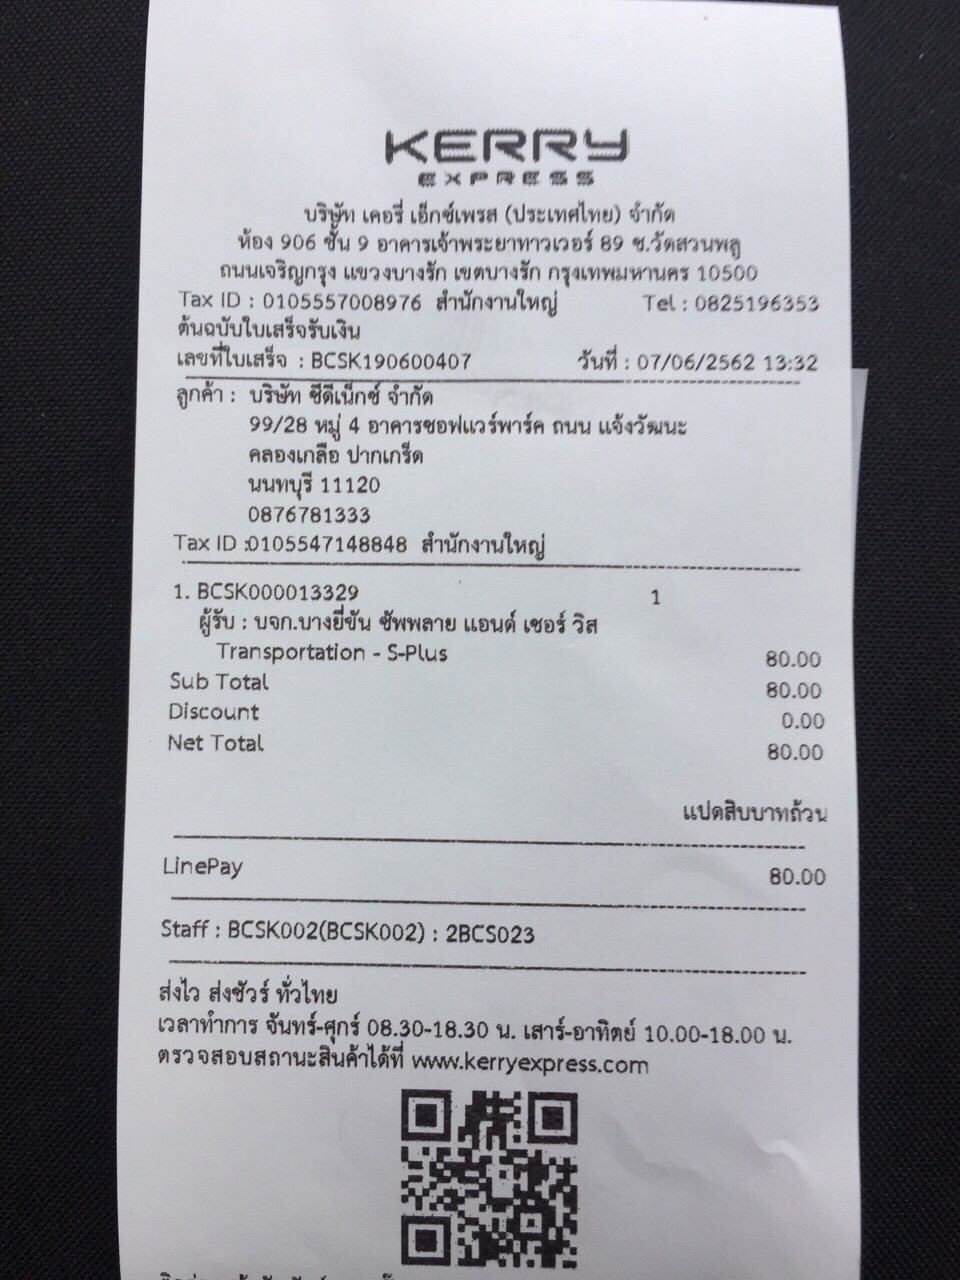 KERRY
EXPRESS
บริษัท เคอรี่ เอ็กซ์เพรส (ประเทศไทย) จำกัด
ห้อง 906 ชั้น 9 อาคารเจ้าพระยาทาวเวอร์ 89 ซ.วัดสวนพลู
ถนนเจริญกรุง แขวงบางรัก เขตบางรัก กรุงเทพมหานคร 10500
Tax ID : 0105557008976 สำนักงานใหญ่ Tel : 0825196353
ต้นฉบับใบเสร็จรับเงิน
เลขที่ใบเสร็จ : BCSK190600407 วันที่ : 07/06/2562 13:32
ลูกค้า : บริษัท ซีดีเน็กซ์ จำกัด
99/28 หมู่ 4 อาคารซอฟแวร์พาร์ค ถนน แจ้งวัฒนะ
คลองเกลือ ปากเกร็ด
นนทบุรี 11120
0876781333
Tax ID :0105547148848 สำนักงานใหญ่
1. BCSK000013329 1
ผู้รับ : บจก.บางยี่ขัน ซัพพลาย แอนด์ เซอร์ วิส
Transportation - S-Plus 80.00
Sub Total 80.00
Discount 0.00
Net Total 80.00
แปดสิบบาทถ้วน
LinePay 80.00
Staff : BCSK002(BCSK002) : 2BCS023
ส่งไว ส่งชัวร์ ทั่วไทย
เวลาทำการ จันทร์-ศุกร์ 08.30-18.30 น. เสาร์-อาทิตย์ 10.00-18.00 น.
ตรวจสอบสถานะสินค้าได้ที่ www.kerryexpress.com